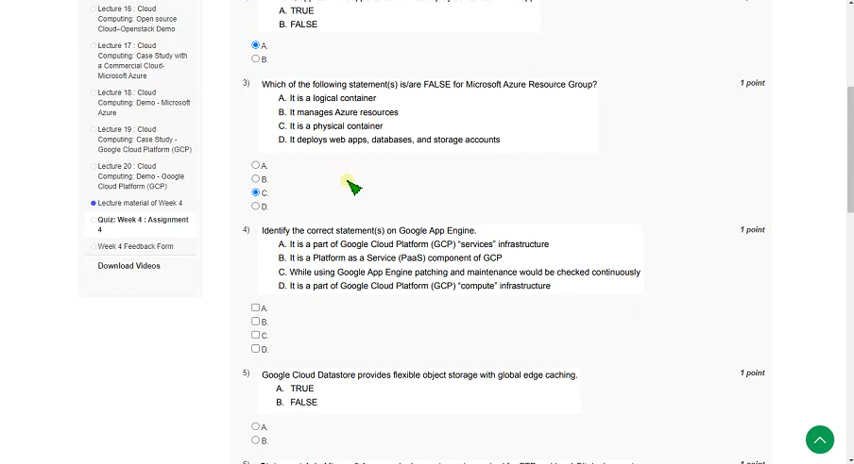 Lecture 16 : Cloud
Computing: Open source
Cloud–Openstack Demo
Lecture 17 : Cloud
Computing: Case Study with
a Commercial Cloud-
Microsoft Azure
Lecture 18 : Cloud
Computing: Demo - Microsoft
Azure
Lecture 19 : Cloud
Computing: Case Study -
Google Cloud Platform (GCP)
Lecture 20 : Cloud
Computing: Demo - Google
Cloud Platform (GCP)
Lecture material of Week 4
Quiz: Week 4 : Assignment
4
Week 4 Feedback Form
Download Videos
A. TRUE
B. FALSE
A.
B.
3) Which of the following statement(s) is/are FALSE for Microsoft Azure Resource Group? 1 point
A. It is a logical container
B. It manages Azure resources
C. It is a physical container
D. It deploys web apps, databases, and storage accounts
A.
B.
C.
D.
4) Identify the correct statement(s) on Google App Engine. 1 point
A. It is a part of Google Cloud Platform (GCP) “services” infrastructure
B. It is a Platform as a Service (PaaS) component of GCP
C. While using Google App Engine patching and maintenance would be checked continuously
D. It is a part of Google Cloud Platform (GCP) “compute” infrastructure
A.
B.
C.
D.
5) Google Cloud Datastore provides flexible object storage with global edge caching. 1 point
A. TRUE
B. FALSE
A.
B.